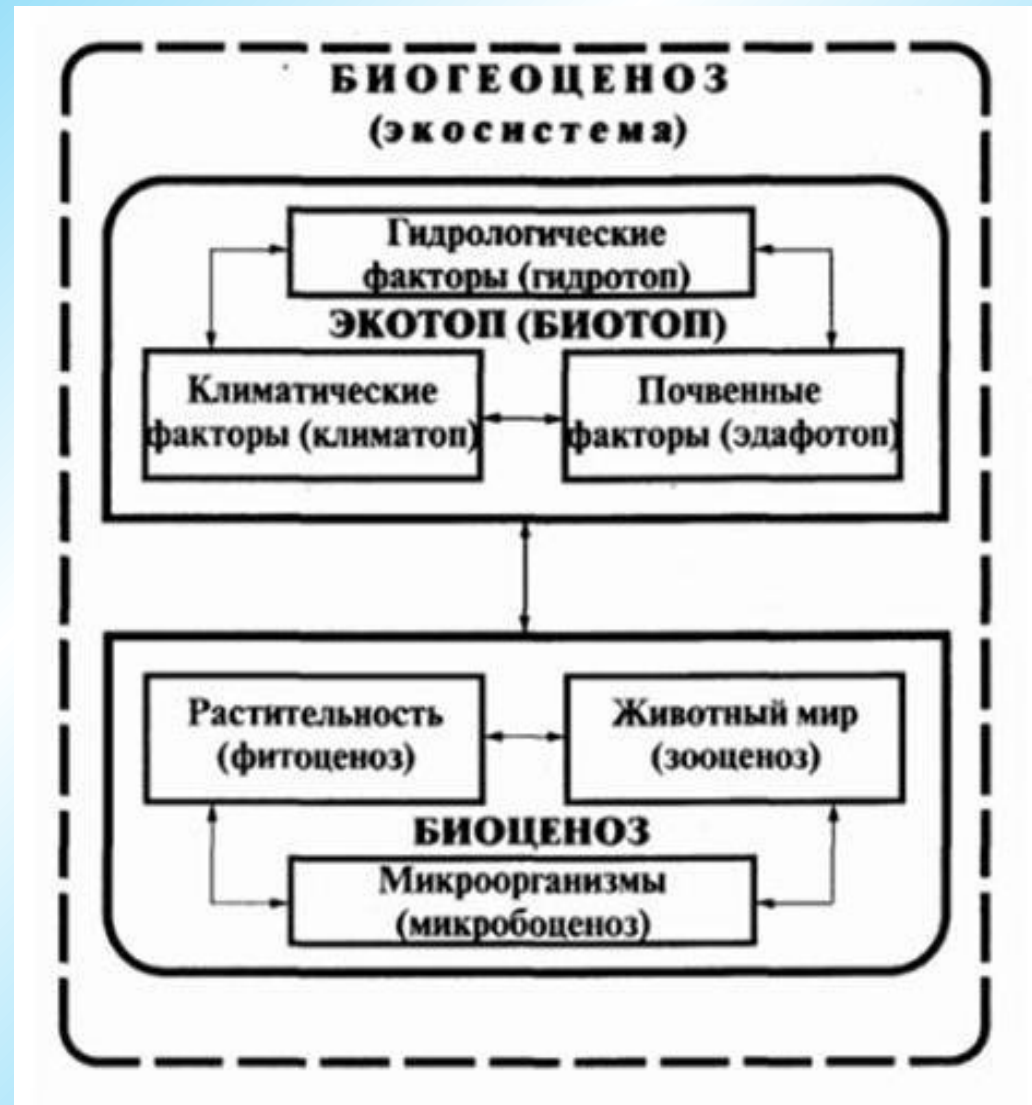 БИОГЕОЦЕНОЗ
(экосистема)
Гидрологические
факторы (гидротоп)
ЭКОТОП (БИОТОП)
Климатические
факторы (климатоп)
Почвенные
факторы (эдафотоп)
Растительность
(фитоценоз)
Животный мир
(зооценоз)
БИОЦЕНОЗ
Микроорганизмы
(микробоценоз)